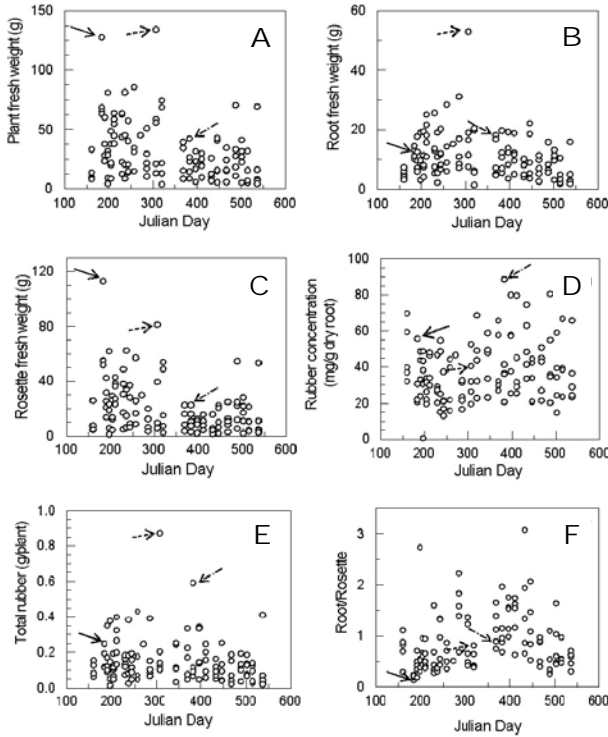 A
Plant fresh weight (g)
150
100
50
0
100 200 300 400 500 600
Julian Day
B
Root fresh weight (g)
60
40
20
0
100 200 300 400 500 600
Julian Day
C
Rosette fresh weight (g)
120
80
40
0
100 200 300 400 500 600
Julian Day
D
Rubber concentration
(mg/g dry root)
100
80
60
40
20
0
100 200 300 400 500 600
Julian Day
E
Total rubber (g/plant)
1.0
0.8
0.6
0.4
0.2
0.0
100 200 300 400 500 600
Julian Day
F
Root/Rosette
3
2
1
0
100 200 300 400 500 600
Julian Day